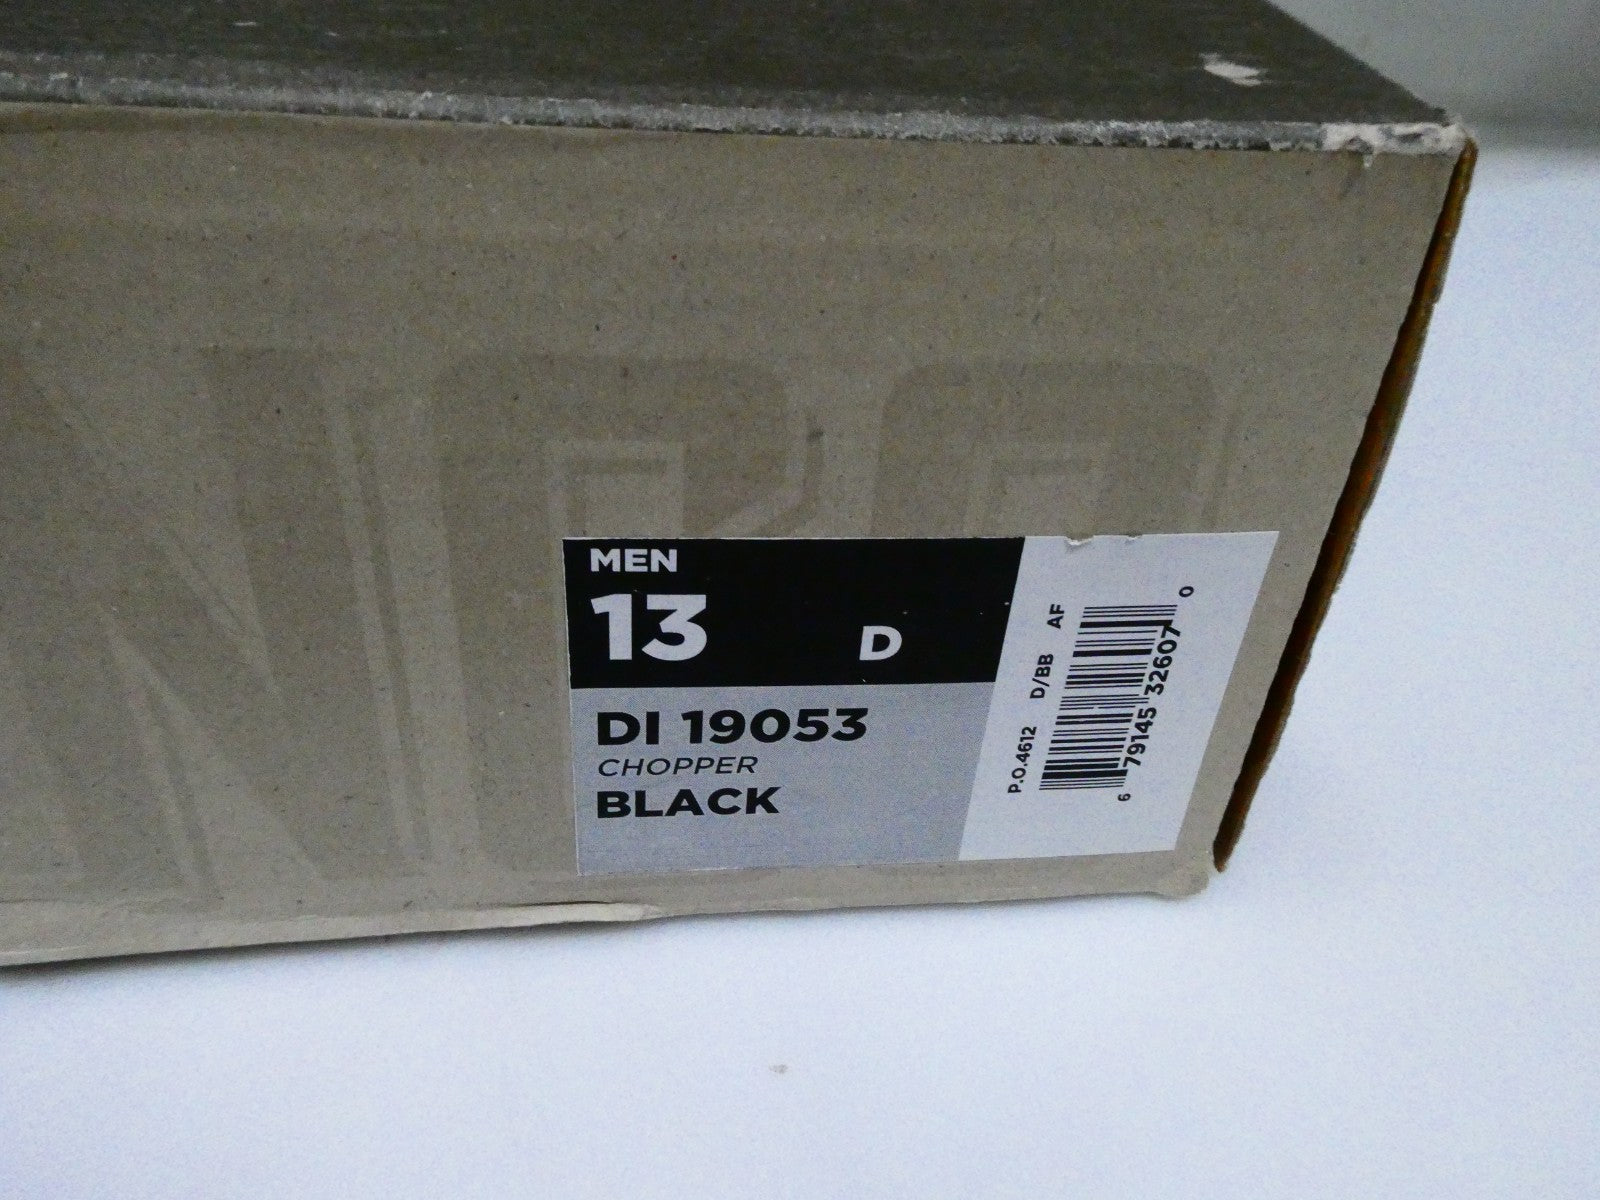 MEN
13 D
DI 19053
CHOPPER
BLACK
P.O.4612 D/BB AF
6 79145 32607 0